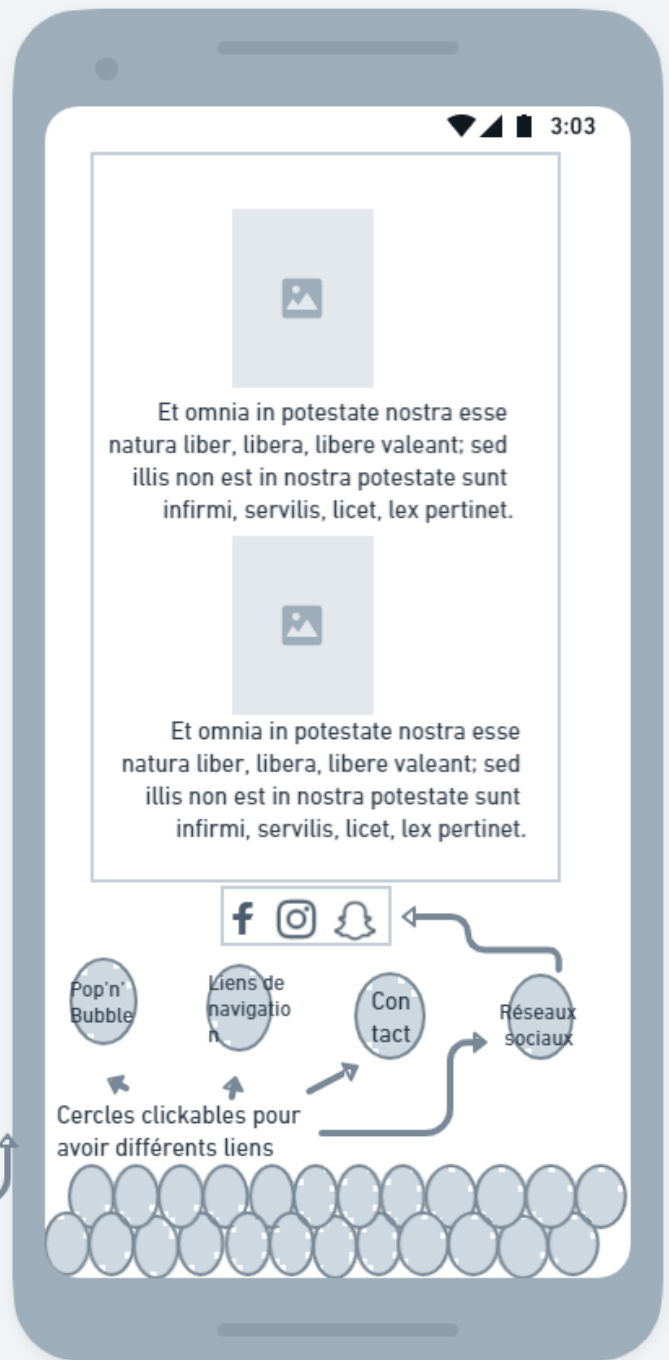 3:03
Et omnia in potestate nostra esse
natura liber, libera, libere valeant; sed
illis non est in nostra potestate sunt
infirmi, servilis, licet, lex pertinet.
Et omnia in potestate nostra esse
natura liber, libera, libere valeant; sed
illis non est in nostra potestate sunt
infirmi, servilis, licet, lex pertinet.
Pop'n'
Bubble
Liens de
navigatio
n
Con
tact
Réseaux
sociaux
Cercles clickables pour
avoir différents liens